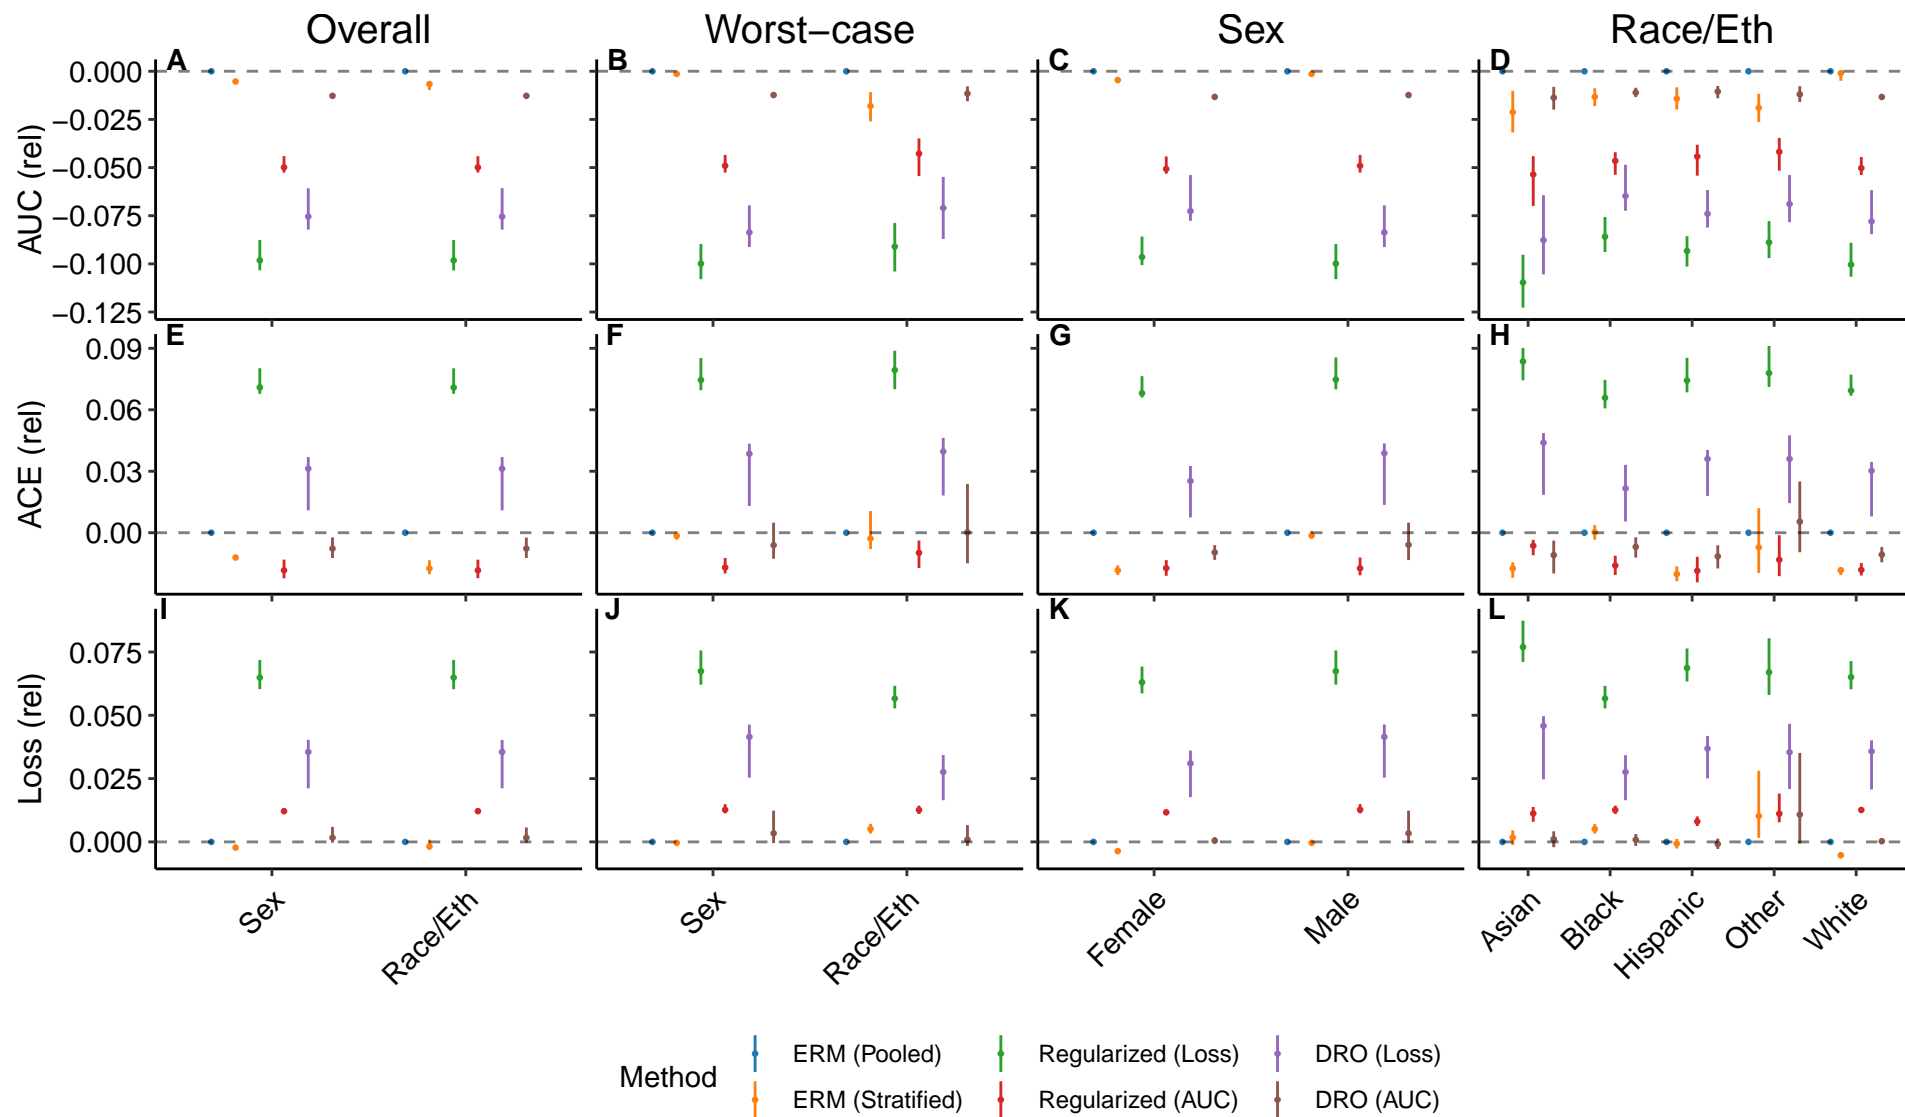 Overall Worst−case Sex Race/Eth
A B C D
AUC (rel)
0.000
−0.025
−0.050
−0.075
−0.100
−0.125
E F G H
ACE (rel)
0.09
0.06
0.03
0.00
I J K L
Loss (rel)
0.075
0.050
0.025
0.000
Sex Race/Eth Sex Race/Eth Female Male Asian Black Hispanic Other White
Method
ERM (Pooled) Regularized (Loss) DRO (Loss)
ERM (Stratified) Regularized (AUC) DRO (AUC)